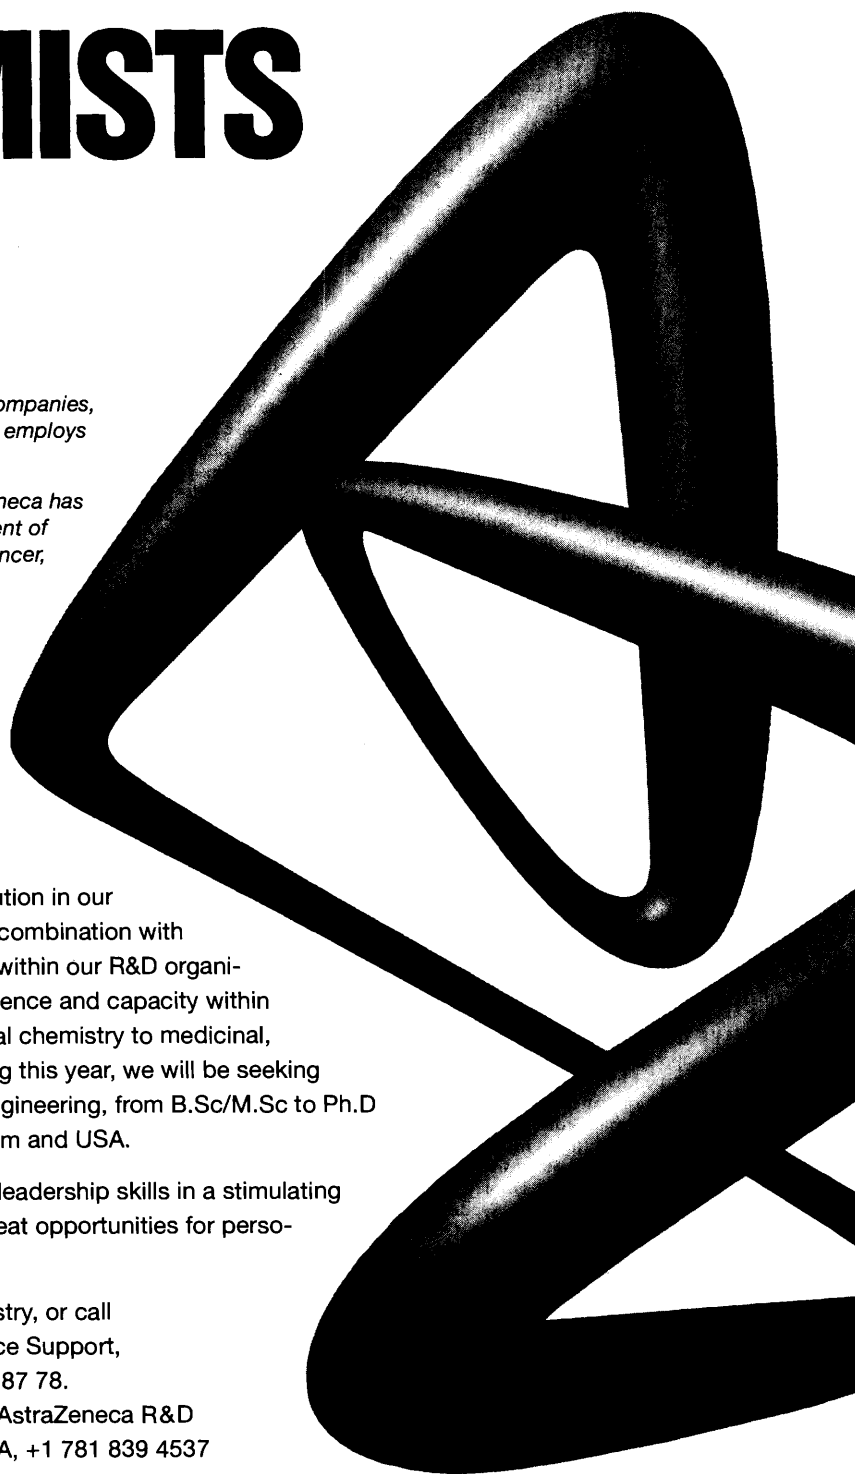 MISTS
ompanies,
employs
neca has
ent of
ncer,
ution in our
combination with
within our R&D organi-
ence and capacity within
al chemistry to medicinal,
g this year, we will be seeking
gineering, from B.Sc/M.Sc to Ph.D
m and USA.
leadership skills in a stimulating
eat opportunities for perso-
stry, or call
ce Support,
87 78.
AstraZeneca R&D
A, +1 781 839 4537